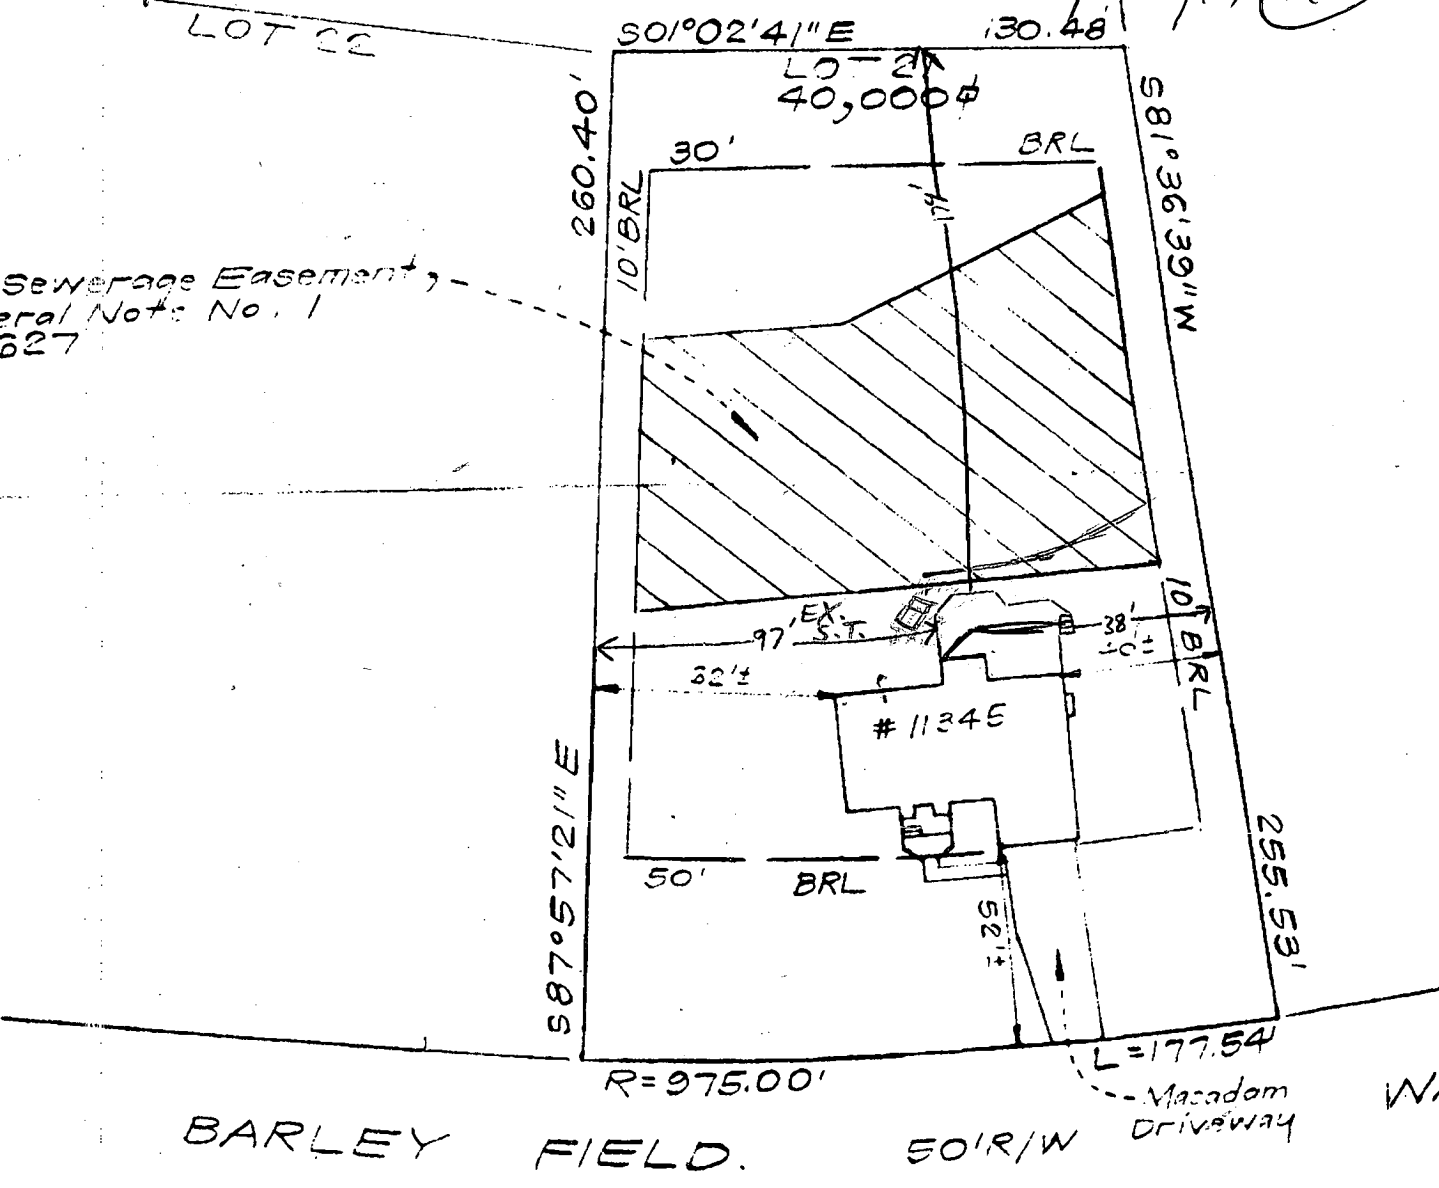 LOT 22
S01°02'41"E 130.48'
LOT 2
40,000
260.40'
S81°36'39"W
30' BRL
10' BRL
Sewerage Easement,
eral Note No. 1
627
EX.
S.T.
97'
38'
10' BRL
# 11345
S87°57'21"E
255.53'
50' BRL
52'±
R=975.00'
L=177.54'
Macadam
Driveway
BARLEY FIELD. 50'R/W